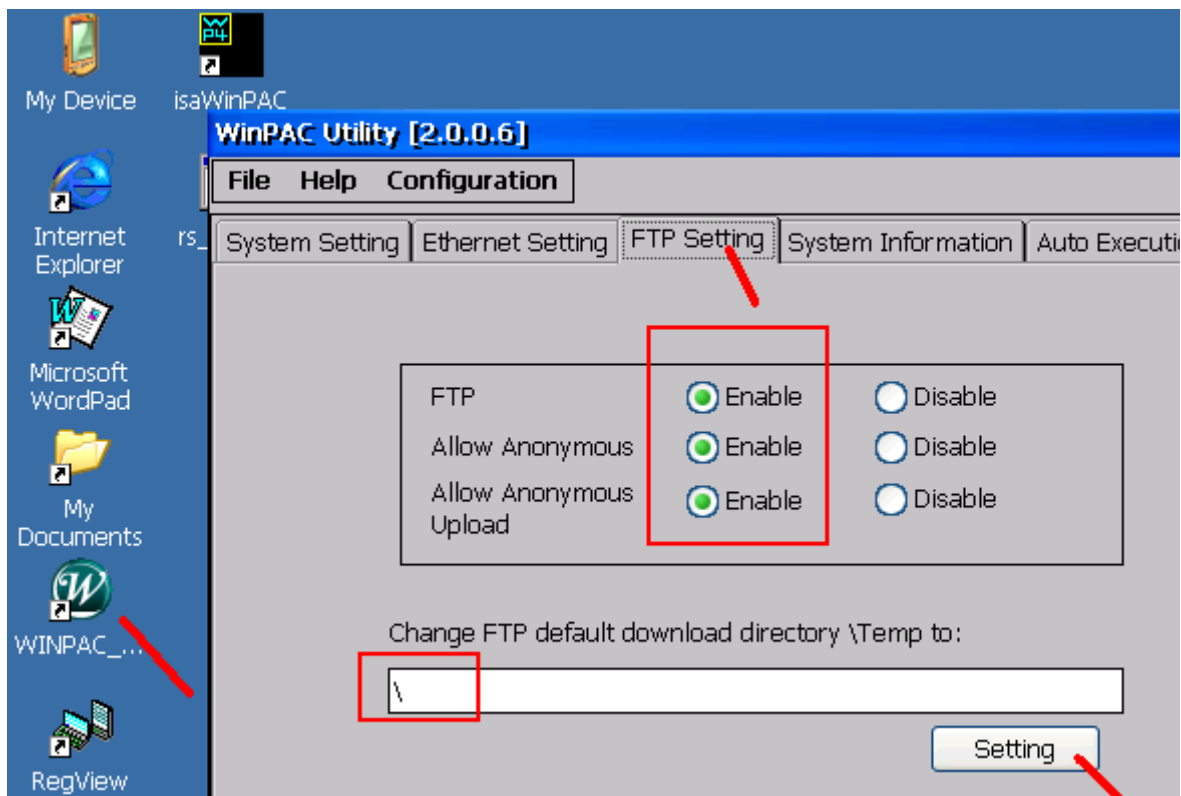 My Device
isaWinPAC
WinPAC Utility [2.0.0.6]
File Help Configuration
Internet
Explorer
rs_
System Setting Ethernet Setting FTP Setting System Information Auto Executi
Microsoft
WordPad
FTP Enable Disable
Allow Anonymous Enable Disable
Allow Anonymous
Upload Enable Disable
My
Documents
WINPAC_...
Change FTP default download directory \Temp to:
\
Setting
RegView